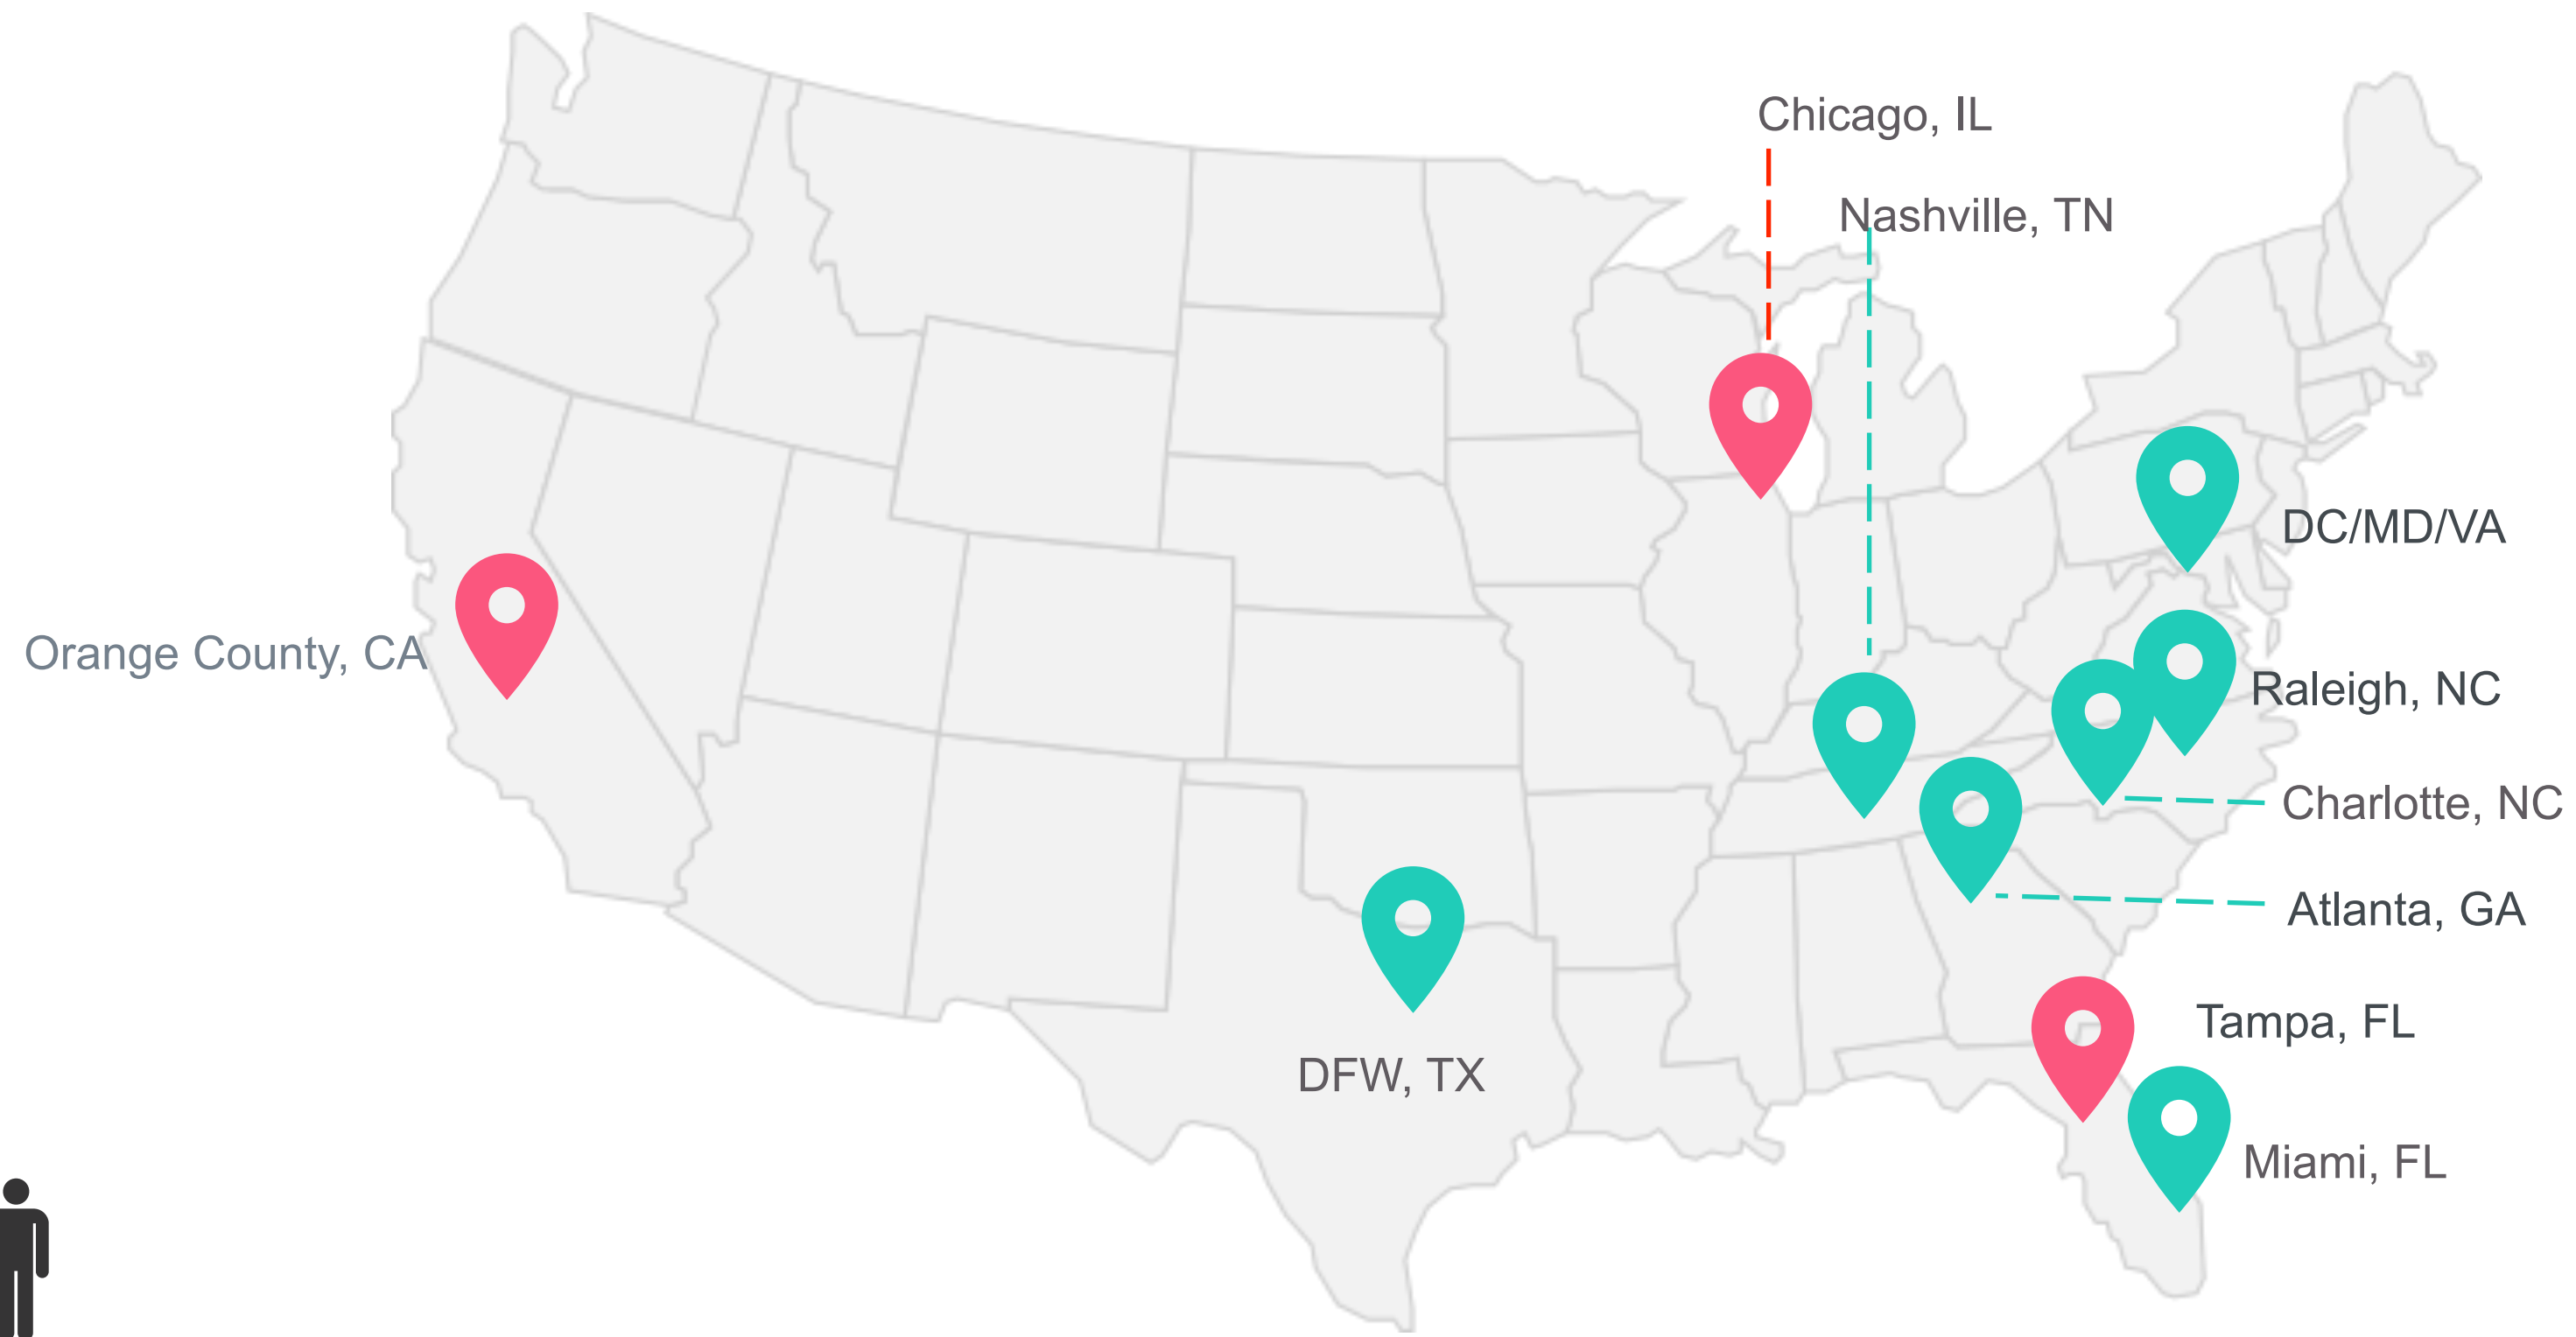 Chicago, IL
Nashville, TN
DC/MD/VA
Orange County, CA
Raleigh, NC
Charlotte, NC
Atlanta, GA
Tampa, FL
DFW, TX
Miami, FL